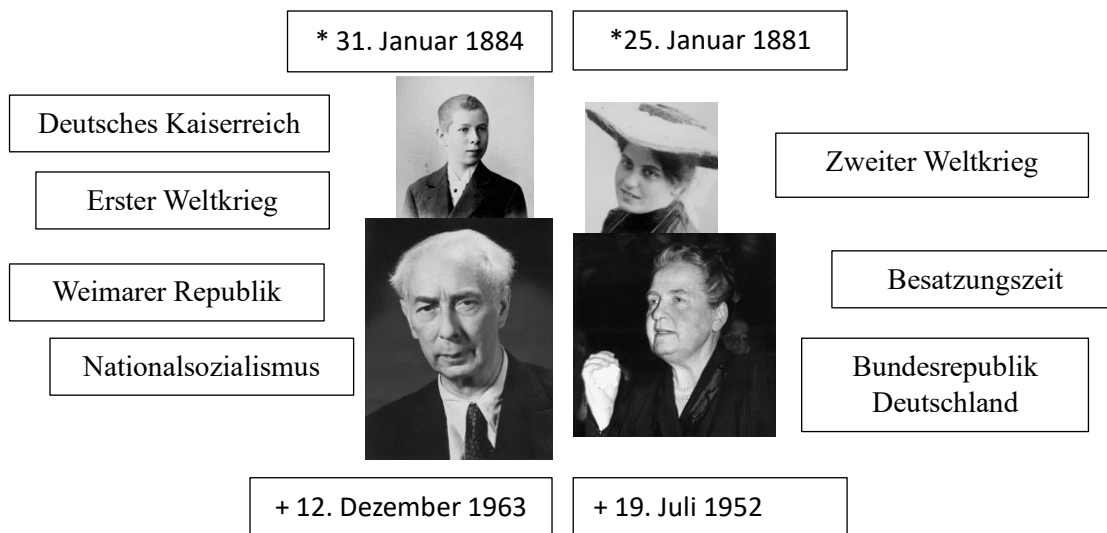 * 31. Januar 1884
*25. Januar 1881
Deutsches Kaiserreich
Erster Weltkrieg
Weimarer Republik
Nationalsozialismus
Zweiter Weltkrieg
Besatzungszeit
Bundesrepublik
Deutschland
+ 12. Dezember 1963
+ 19. Juli 1952